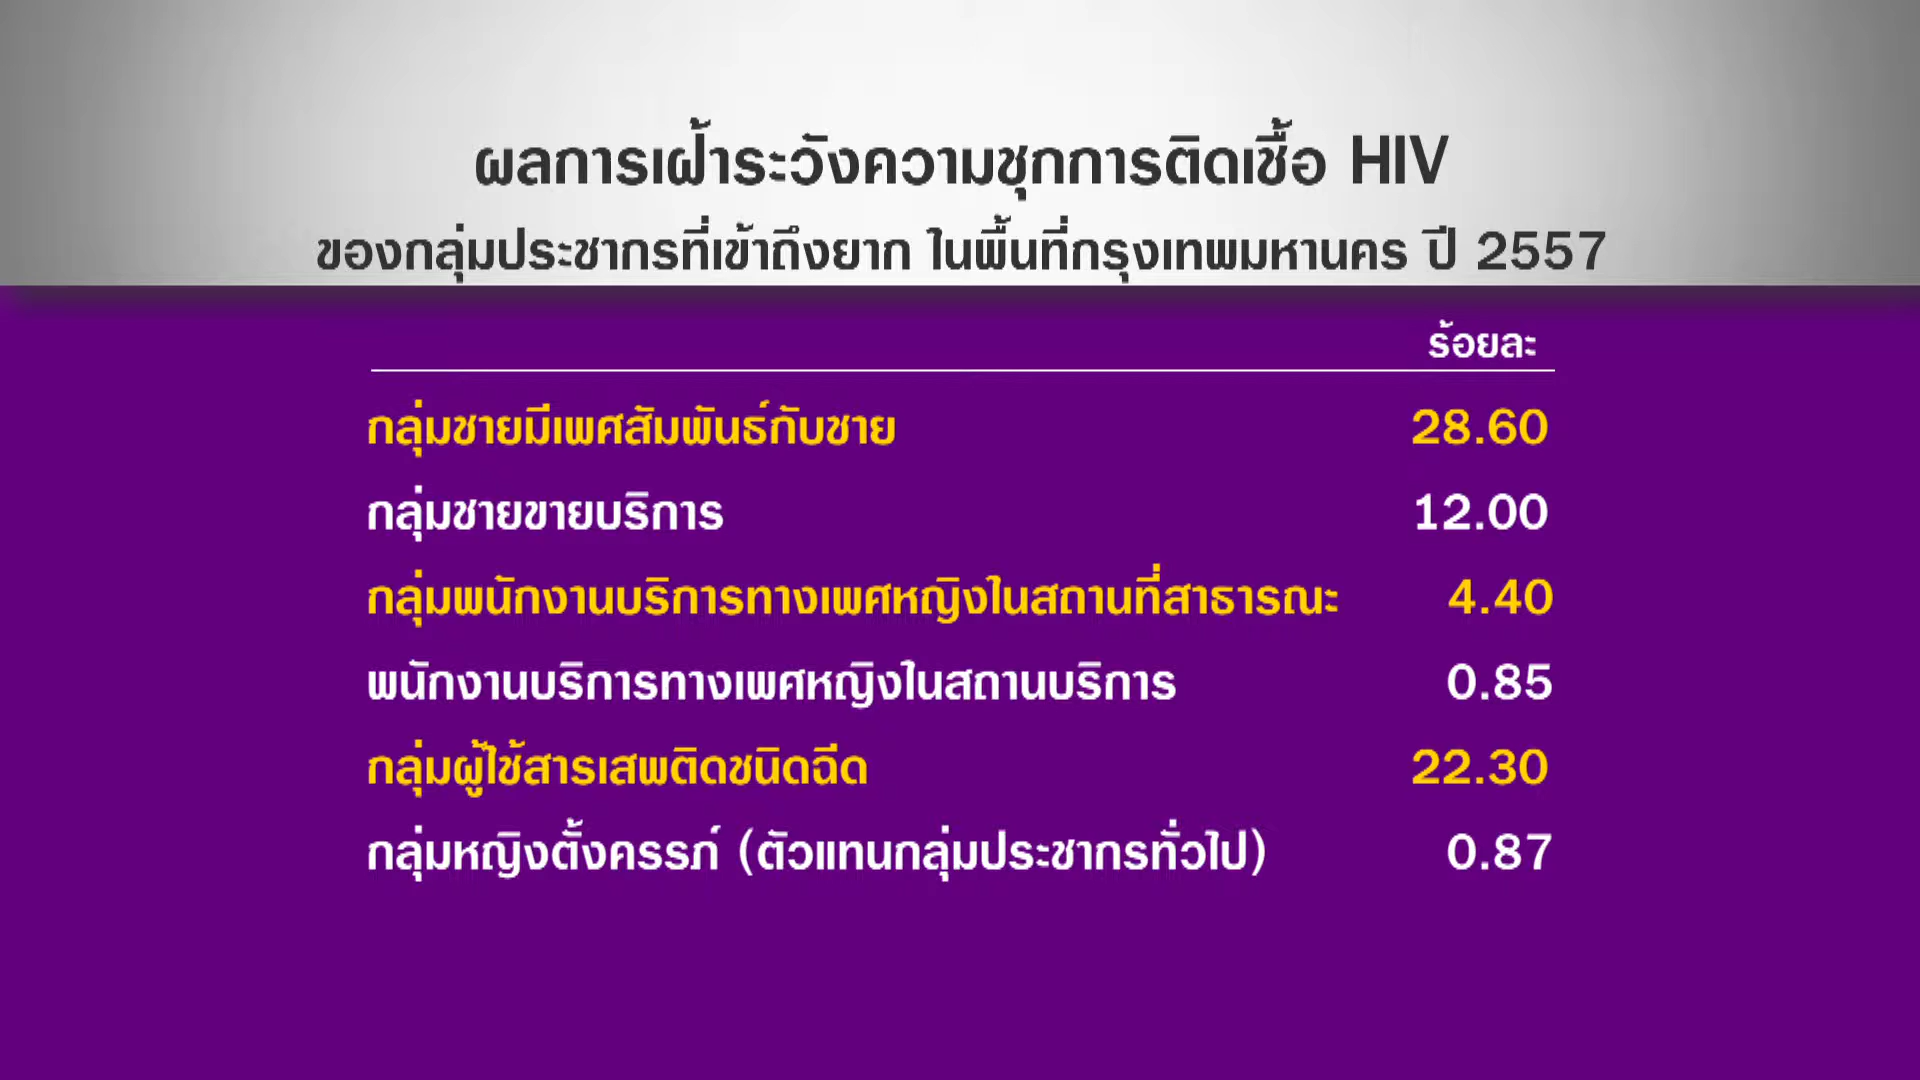 ผลการเฝ้าระวังความชุกการติดเชื้อ HIV
ของกลุ่มประชากรที่เข้าถึงยาก ในพื้นที่กรุงเทพมหานคร ปี 2557
ร้อยละ
กลุ่มชายมีเพศสัมพันธ์กับชาย 28.60
กลุ่มชายขายบริการ 12.00
กลุ่มพนักงานบริการทางเพศหญิงในสถานที่สาธารณะ 4.40
พนักงานบริการทางเพศหญิงในสถานบริการ 0.85
กลุ่มผู้ใช้สารเสพติดชนิดฉีด 22.30
กลุ่มหญิงตั้งครรภ์ (ตัวแทนกลุ่มประชากรทั่วไป) 0.87